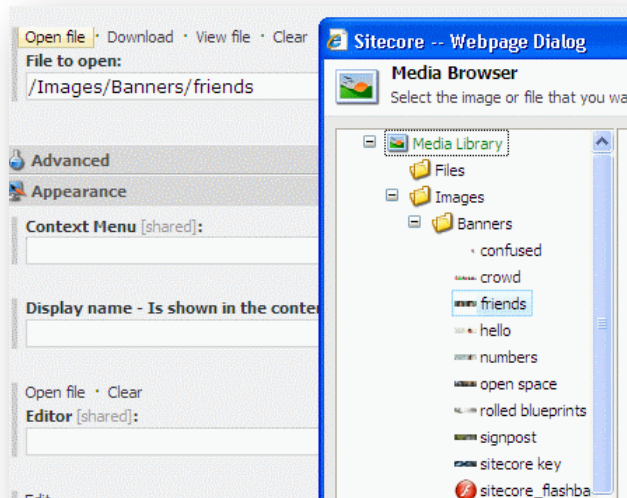 Open file · Download · View file · Clear
File to open:
/Images/Banners/friends
Advanced
Appearance
Context Menu [shared]:
Display name - Is shown in the
Open file · Clear
Editor [shared]:
Sitecore -- Webpage Dialog
Media Browser
Select the image or file that you
Media Library
Files
Images
Banners
confused
crowd
friends
hello
numbers
open space
rolled blueprints
signpost
sitecore key
sitecore_flashba